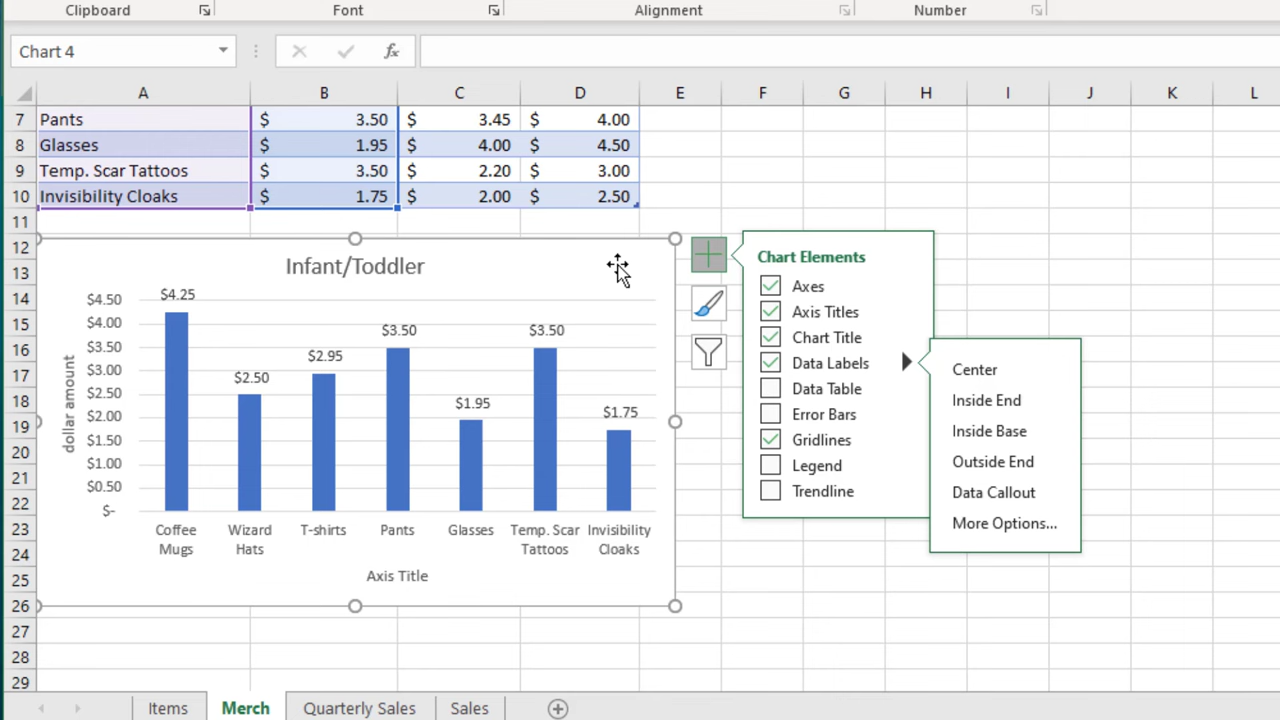 Clipboard Font Alignment Number
Chart 4 fx
A B C D E F G H I J K L
7 Pants $ 3.50 $ 3.45 $ 4.00
8 Glasses $ 1.95 $ 4.00 $ 4.50
9 Temp. Scar Tattoos $ 3.50 $ 2.20 $ 3.00
10 Invisibility Cloaks $ 1.75 $ 2.00 $ 2.50
11
12
13
14
15
16
17
18
19
20
21
22
23
24
25
26
27
28
29
Infant/Toddler
dollar amount
$4.50
$4.00
$3.50
$3.00
$2.50
$2.00
$1.50
$1.00
$0.50
$-
$4.25
$2.50
$2.95
$3.50
$1.95
$3.50
$1.75
Coffee
Mugs
Wizard
Hats
T-shirts
Pants
Glasses
Temp. Scar
Tattoos
Invisibility
Cloaks
Axis Title
Chart Elements
Axes
Axis Titles
Chart Title
Data Labels
Data Table
Error Bars
Gridlines
Legend
Trendline
Center
Inside End
Inside Base
Outside End
Data Callout
More Options...
Items Merch Quarterly Sales Sales